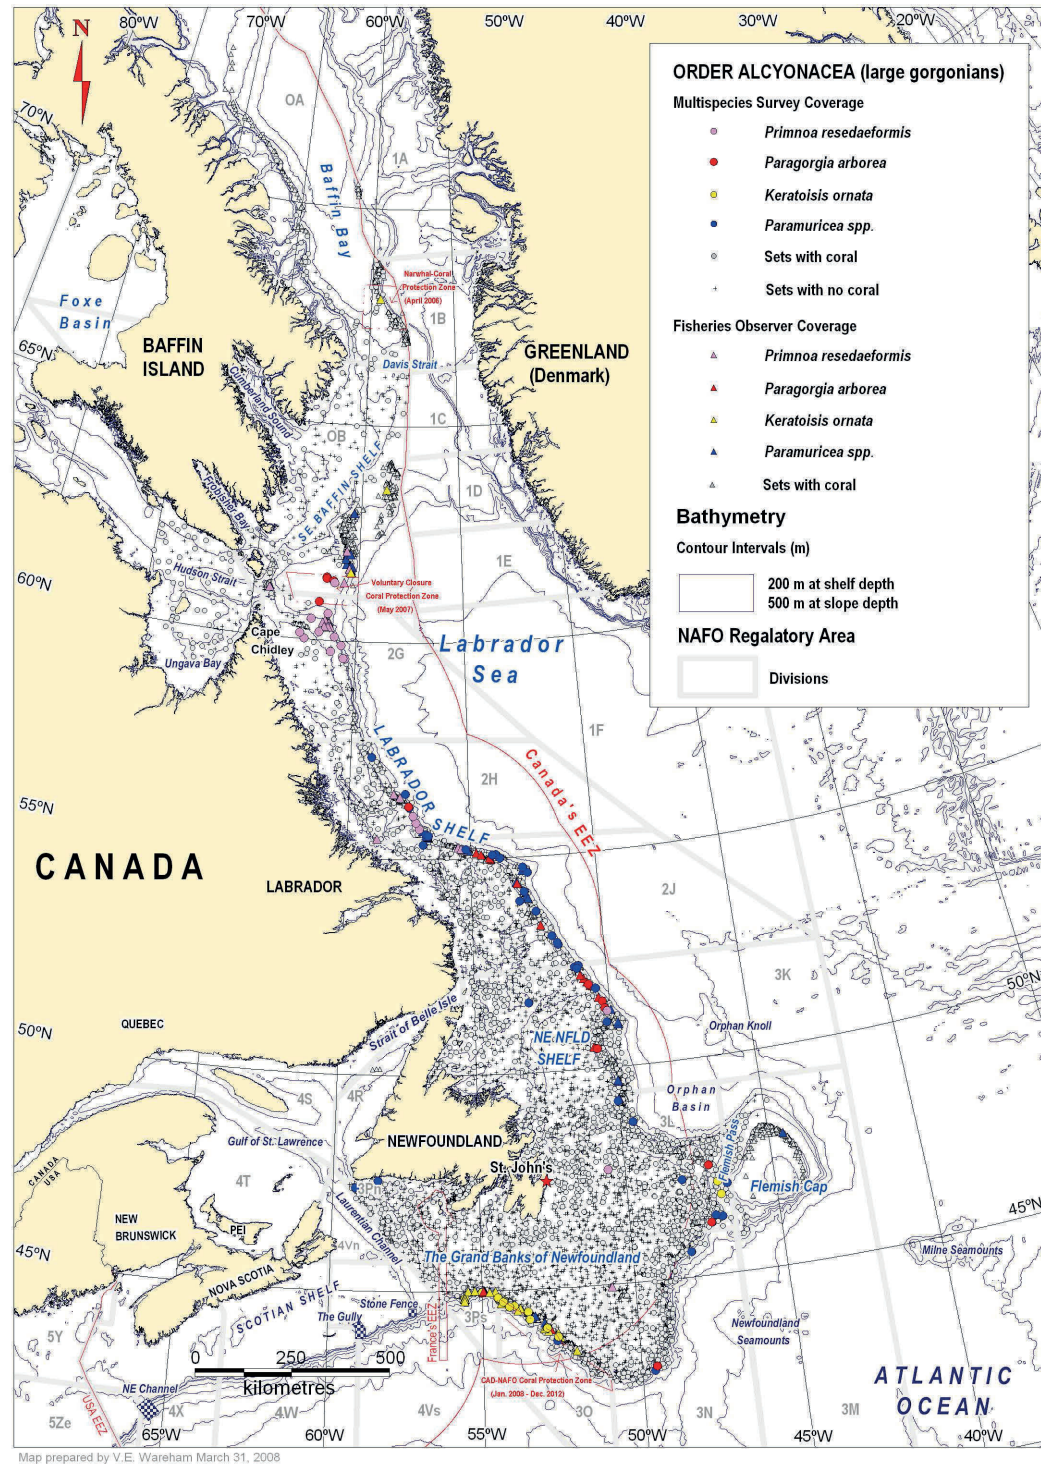 80°W
70°W
60°W
50°W
40°W
30°W
20°W
N
70°N
65°N
60°N
55°N
50°N
45°N
ORDER ALCYONACEA (large gorgonians)
Multispecies Survey Coverage
Primnoa resedaeformis
Paragorgia arborea
Keratoisis ornata
Paramuricea spp.
Sets with coral
Sets with no coral
Fisheries Observer Coverage
Primnoa resedaeformis
Paragorgia arborea
Keratoisis ornata
Paramuricea spp.
Sets with coral
Bathymetry
Contour Intervals (m)
200 m at shelf depth
500 m at slope depth
NAFO Regalatory Area
Divisions
OA
1A
Baffin Bay
Narwhal-Coral
Protection Zone
(April 2006)
1B
Foxe
Basin
BAFFIN
ISLAND
GREENLAND
(Denmark)
Davis Strait
Cumberland Sound
1C
OB
SE BAFFIN SHELF
1D
Frobisher Bay
1E
Hudson Strait
Voluntary Closure
Coral Protection Zone
(May 2007)
Cape
Chidley
Ungava Bay
2G
Labrador
Sea
1F
LABRADOR SHELF
2H
Canada's EEZ
CANADA
LABRADOR
2J
3K
50°N
QUEBEC
Strait of Belle Isle
Orphan Knoll
NE NFLD
SHELF
Orphan
Basin
4S
4R
3L
Gulf of St. Lawrence
NEWFOUNDLAND
Flemish Pass
St. John's
Flemish Cap
CANADA
USA
4T
3Pn
45°N
NEW
BRUNSWICK
PEI
Laurentian Channel
4Vn
The Grand Banks of Newfoundland
Milne Seamounts
NOVA SCOTIA
SCOTIAN SHELF
Stone Fence
The Gully
3Ps
France's EEZ
Newfoundland
Seamounts
5Y
0
250
500
kilometres
NE Channel
CAD-NAFO Coral Protection Zone
(Jan. 2008 - Dec. 2012)
ATLANTIC
OCEAN
USA EEZ
5Ze
4X
4W
4Vs
3O
3N
3M
65°W
60°W
55°W
50°W
45°W
40°W
Map prepared by V.E. Wareham March 31, 2008